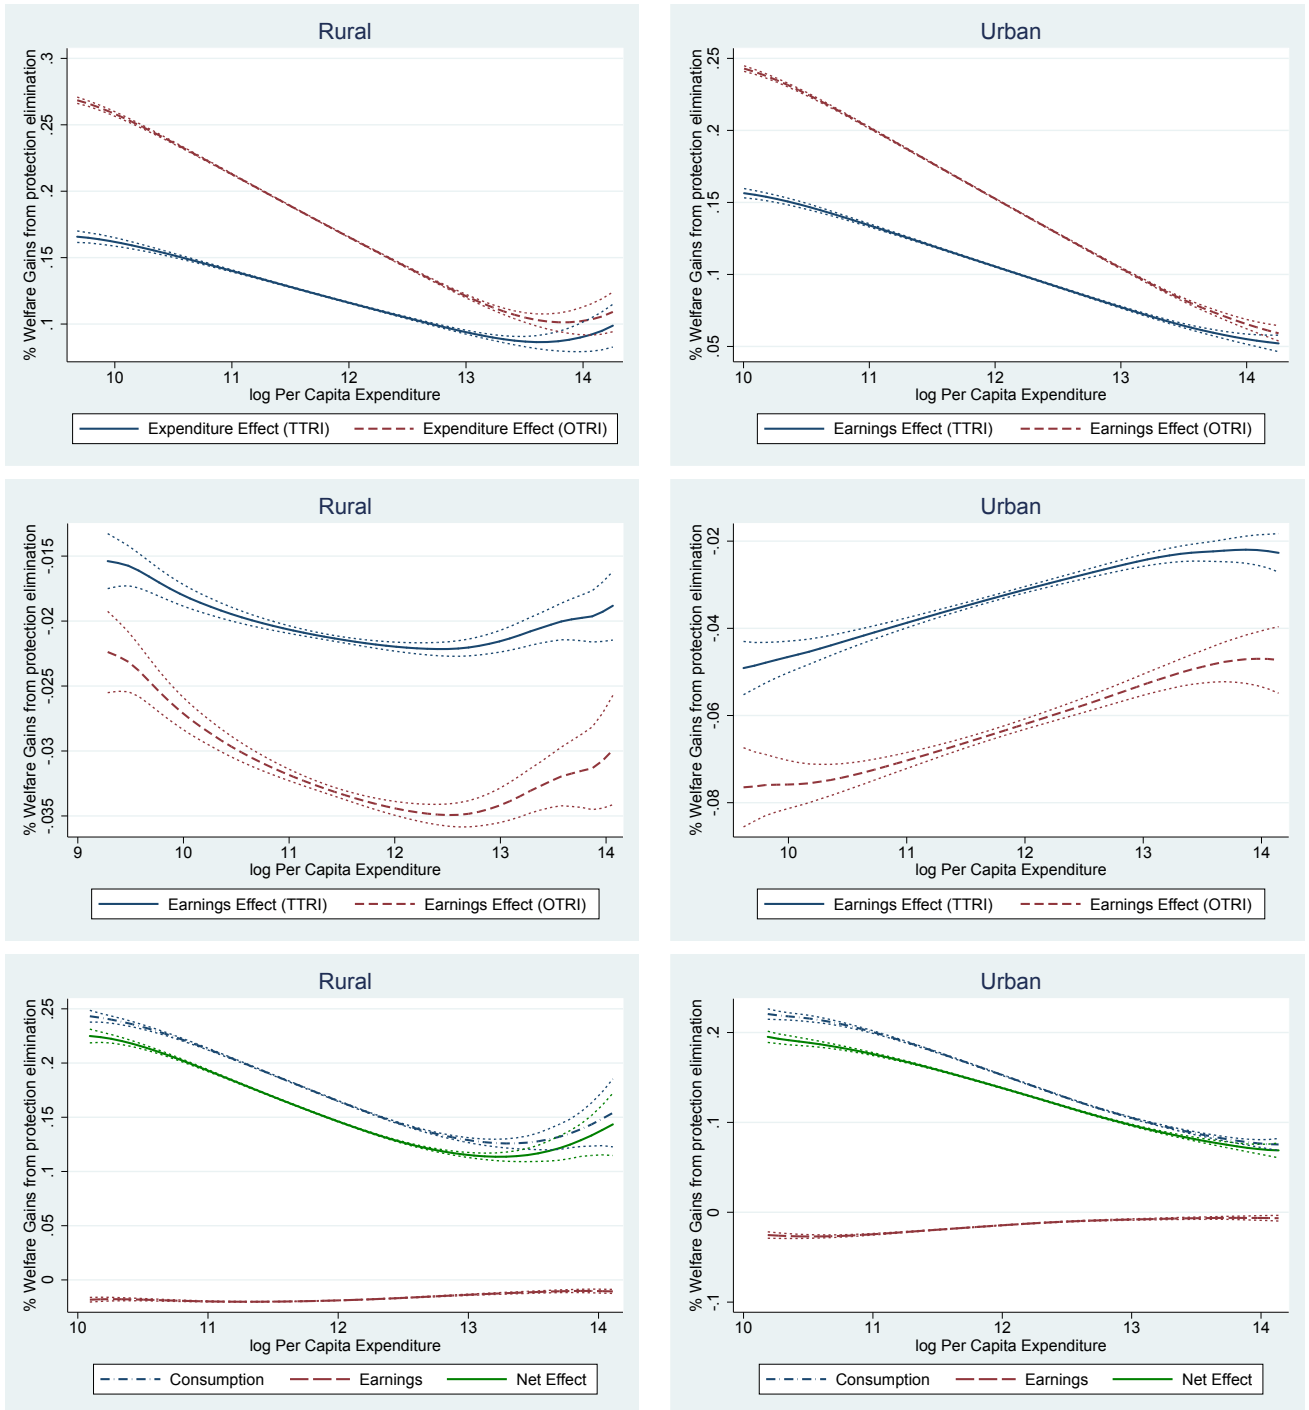 Rural
% Welfare Gains from protection elimination
.3
.25
.2
.15
.1
10 11 12 13 14
log Per Capita Expenditure
Expenditure Effect (TTRI) Expenditure Effect (OTRI)
Urban
% Welfare Gains from protection elimination
.25
.2
.15
.1
.05
10 11 12 13 14
log Per Capita Expenditure
Earnings Effect (TTRI) Earnings Effect (OTRI)
Rural
% Welfare Gains from protection elimination
-.015
-.02
-.025
-.03
-.035
9 10 11 12 13 14
log Per Capita Expenditure
Earnings Effect (TTRI) Earnings Effect (OTRI)
Urban
% Welfare Gains from protection elimination
-.02
-.04
-.06
-.08
10 11 12 13 14
log Per Capita Expenditure
Earnings Effect (TTRI) Earnings Effect (OTRI)
Rural
% Welfare Gains from protection elimination
.25
.2
.15
.1
.05
0
10 11 12 13 14
log Per Capita Expenditure
Consumption Earnings Net Effect
Urban
% Welfare Gains from protection elimination
.2
.1
0
-.1
10 11 12 13 14
log Per Capita Expenditure
Consumption Earnings Net Effect